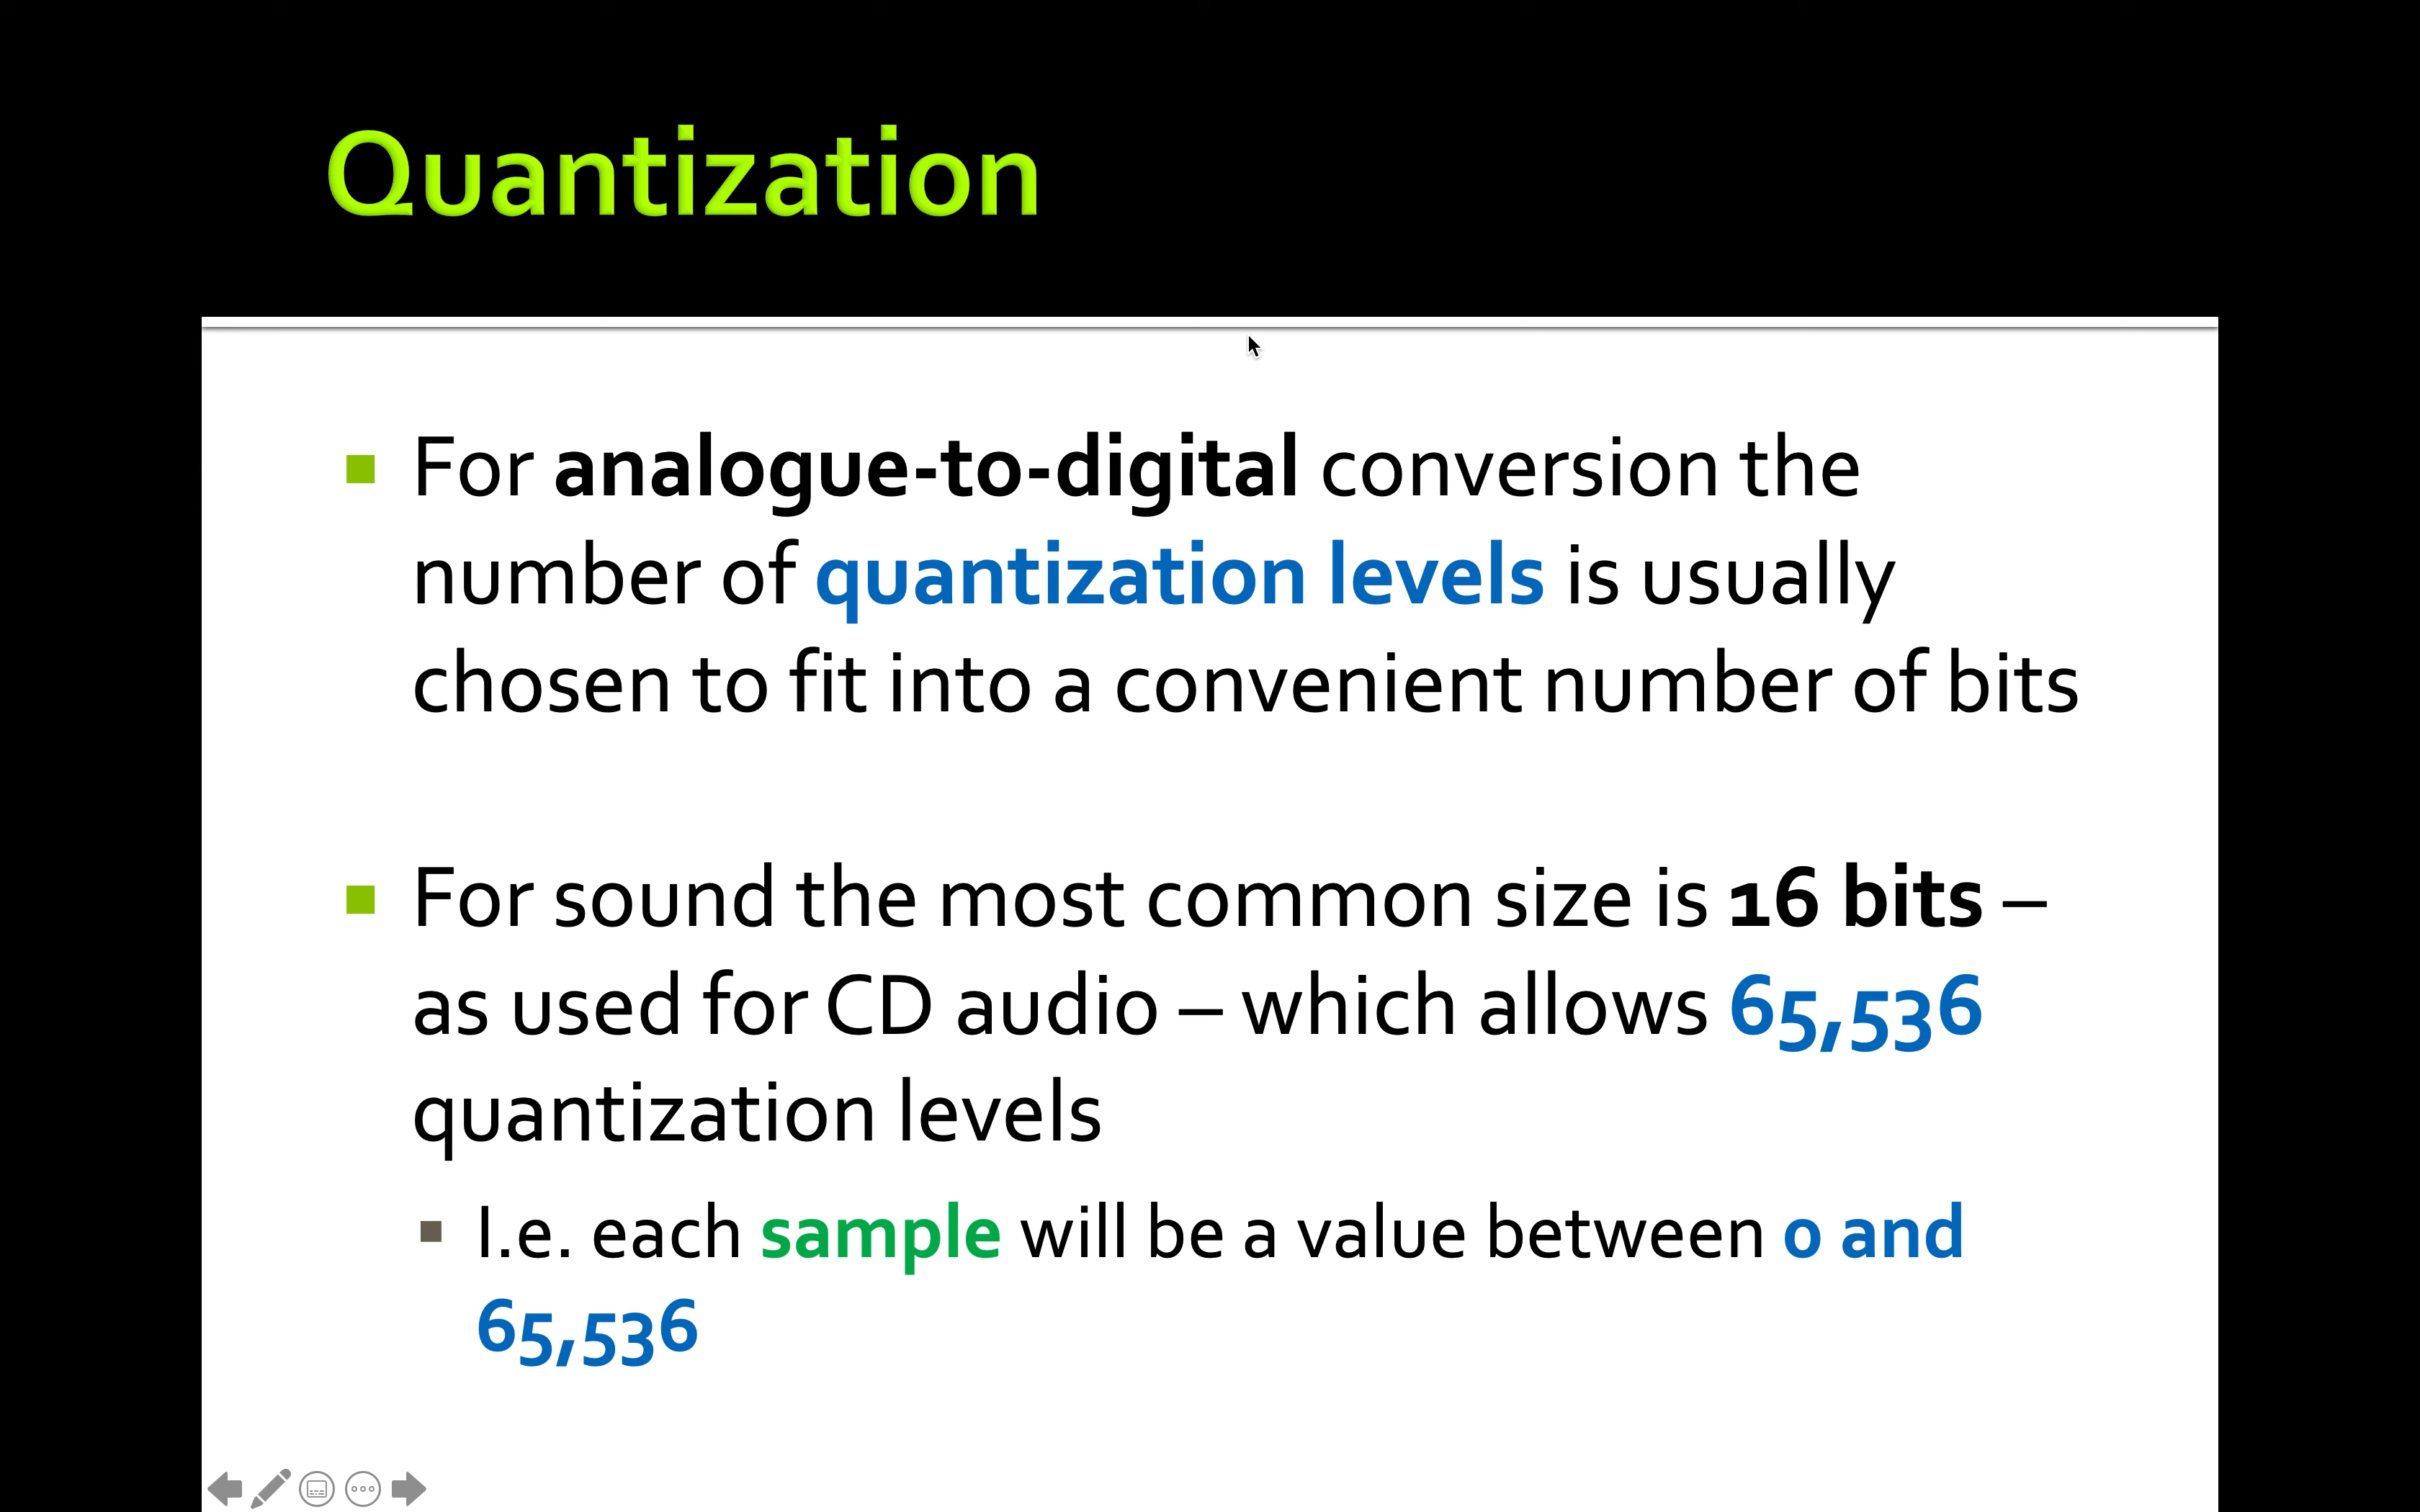 Quantization
For analogue-to-digital conversion the
number of quantization levels is usually
chosen to fit into a convenient number of bits
For sound the most common size is 16 bits –
as used for CD audio – which allows 65,536
quantization levels
I.e. each sample will be a value between 0 and
65,536